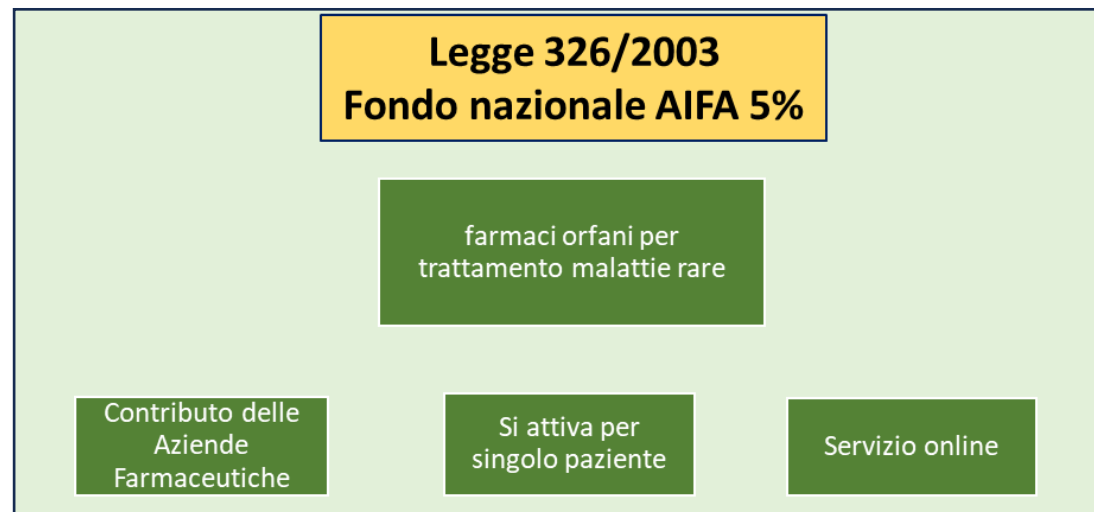 Legge 326/2003
Fondo nazionale AIFA 5%
farmaci orfani per
trattamento malattie rare
Contributo delle
Aziende
Farmaceutiche
Si attiva per
singolo paziente
Servizio online